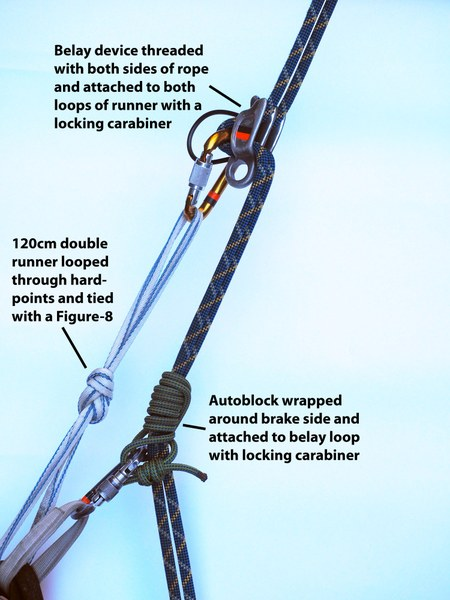 Belay device threaded
with both sides of rope
and attached to both
loops of runner with a
locking carabiner
120cm double
runner looped
through hard-
points and tied
with a Figure-8
Autoblock wrapped
around brake side and
attached to belay loop
with locking carabiner